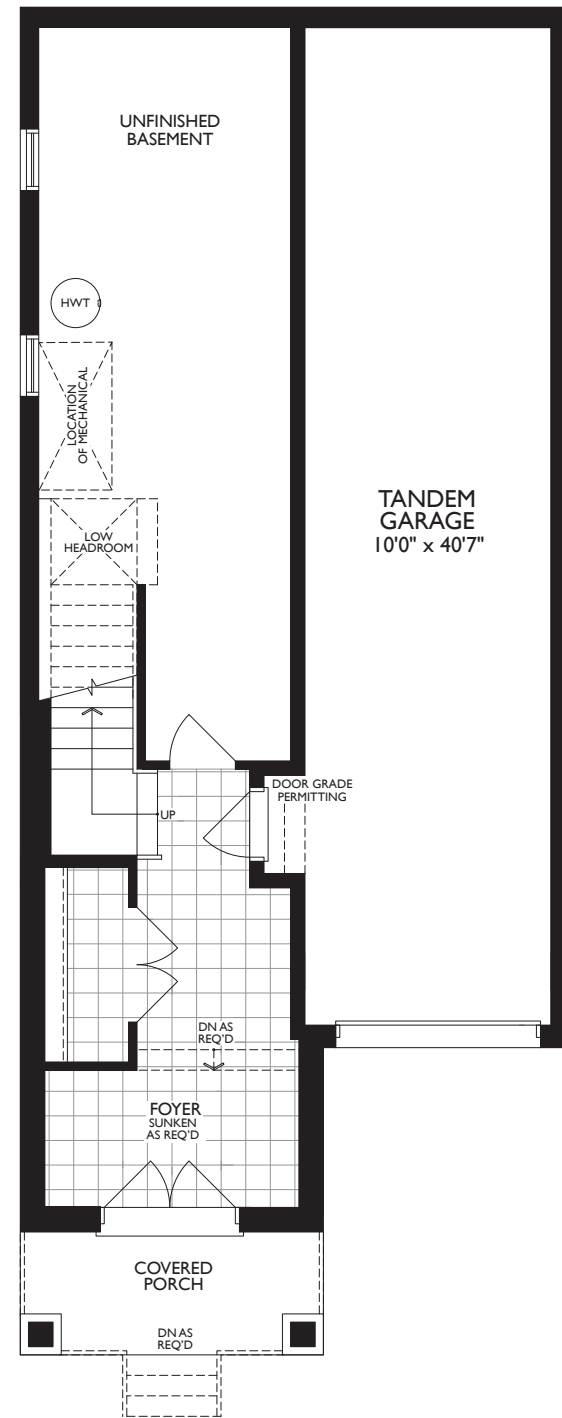 UNFINISHED
BASEMENT
HWT
LOCATION
OF MECHANICAL
LOW
HEADROOM
TANDEM
GARAGE
10'0" x 40'7"
DOOR GRADE
PERMITTING
UP
DN AS
REQ'D
FOYER
SUNKEN
AS REQ'D
COVERED
PORCH
DN AS
REQ'D